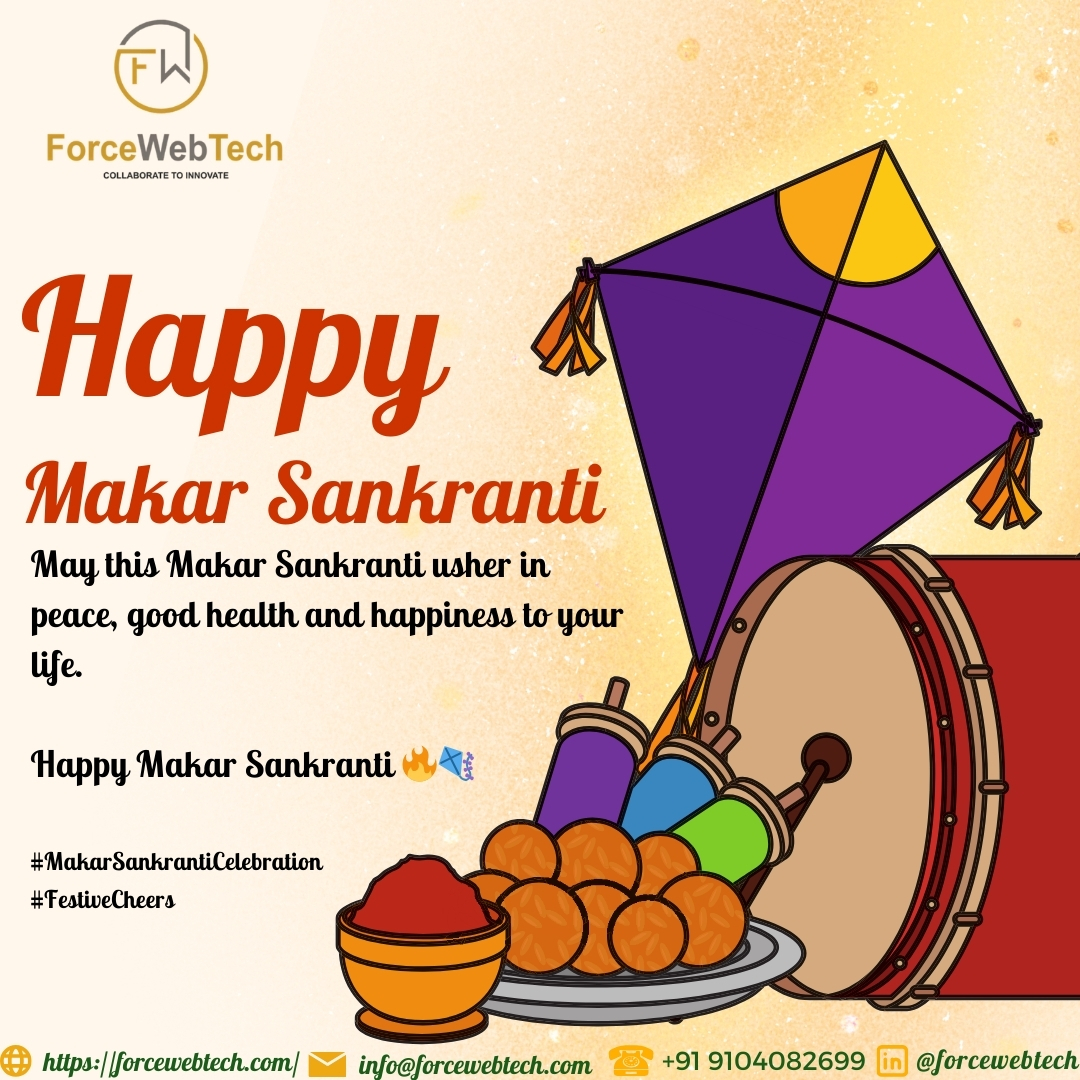 FW
ForceWebTech
COLLABORATE TO INNOVATE
Happy
Makar Sankranti
May this Makar Sankranti usher in
peace, good health and happiness to your
life.
Happy Makar Sankranti 🔥🪁
#MakarSankrantiCelebration
#FestiveCheers
https://forcewebtech.com/ info@forcewebtech.com +91 9104082699 in @forcewebtech